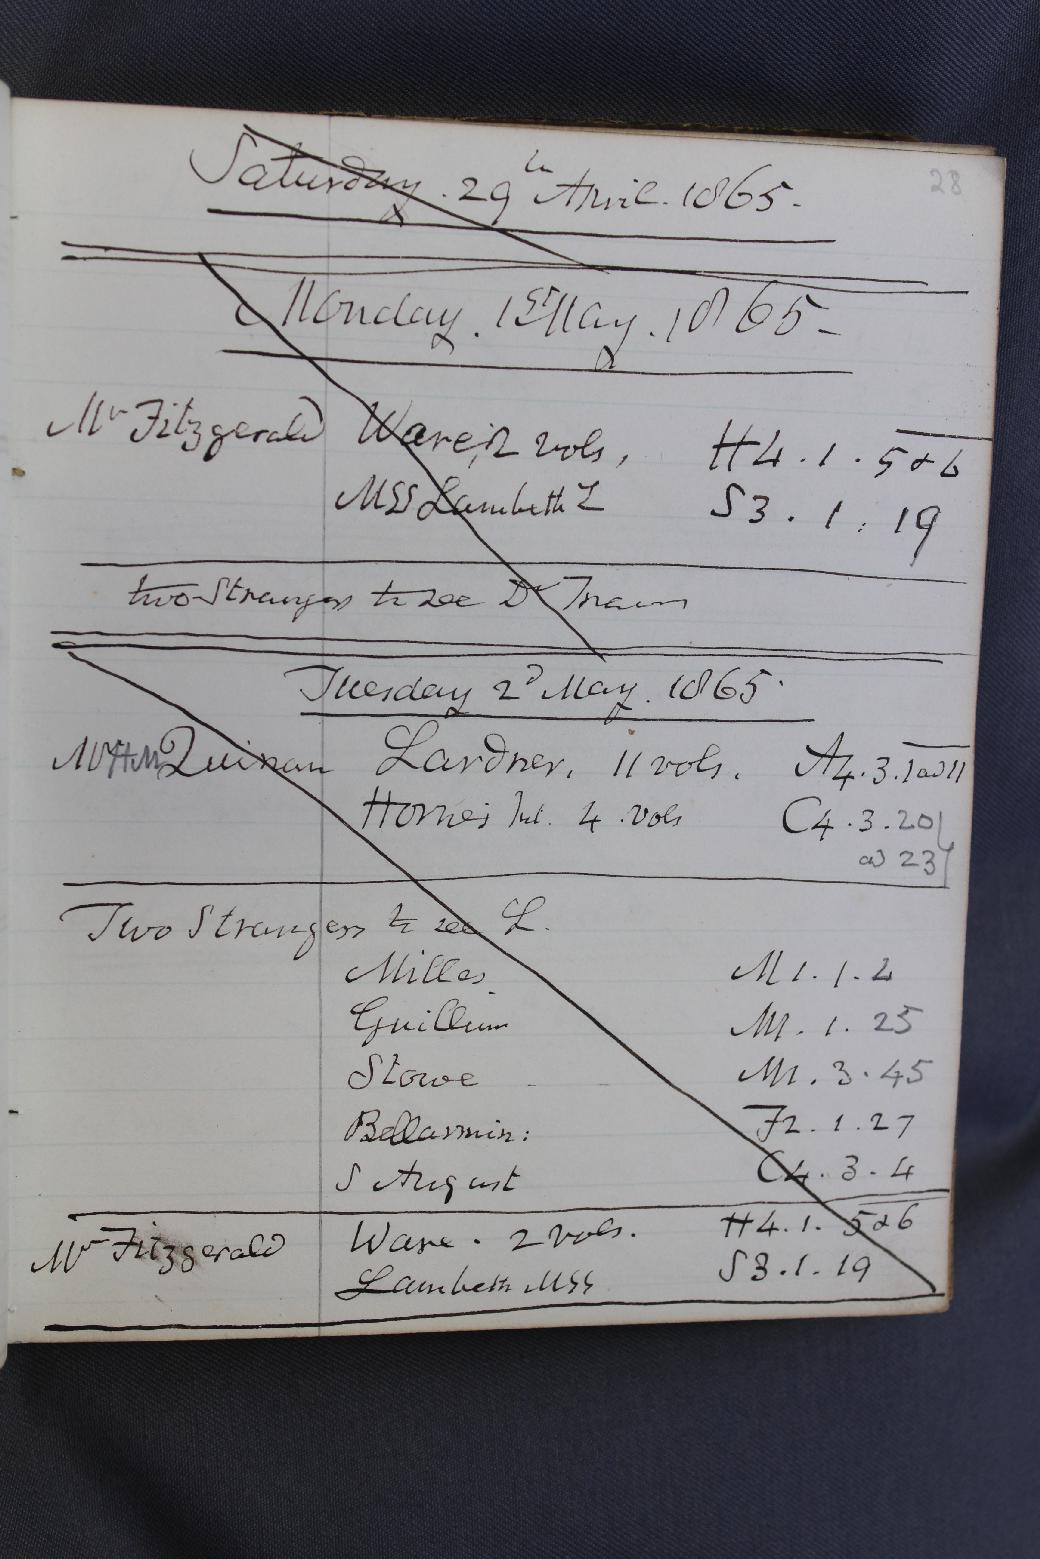 28
Saturday. 29th April. 1865.
Monday. 1st May. 1865.
Mr Fitzgerald Ware, 2 vols, H4.1.5&6
MSS Lambeth L S3.1.19
two Strangers to see Dr
Tuesday 2d May. 1865.
Mr HM Quinan Lardner, 11 vols. A4.3.1 ad 11
Horne's Int. 4 vols C4.3.20
ad 23
Two Strangers to see L.
Milles M1.1.2
Guillim M1.1.25
Stowe M1.3.45
Bellarmin: F2.1.27
S August C4.3.4
Mr Fitzgerald Ware. 2 vols. H4.1.5&6
Lambeth MSS S3.1.19